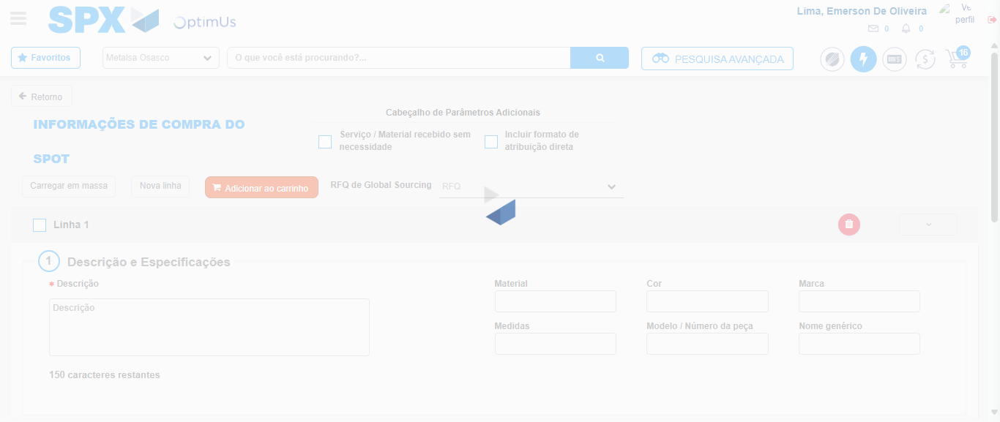 SPX
OptimUs
Lima, Emerson De Oliveira
Ve
perfil
0
0
Favoritos
Metalsa Osasco
O que você está procurando?...
PESQUISA AVANÇADA
16
Retorno
INFORMAÇÕES DE COMPRA DO
SPOT
Cabeçalho de Parâmetros Adicionais
Serviço / Material recebido sem
necessidade
Incluir formato de
atribuição direta
Carregar em massa
Nova linha
Adicionar ao carrinho
RFQ de Global Sourcing
RFQ
Linha 1
1
Descrição e Especificações
* Descrição
Descrição
150 caracteres restantes
Material
Cor
Marca
Medidas
Modelo / Número da peça
Nome genérico